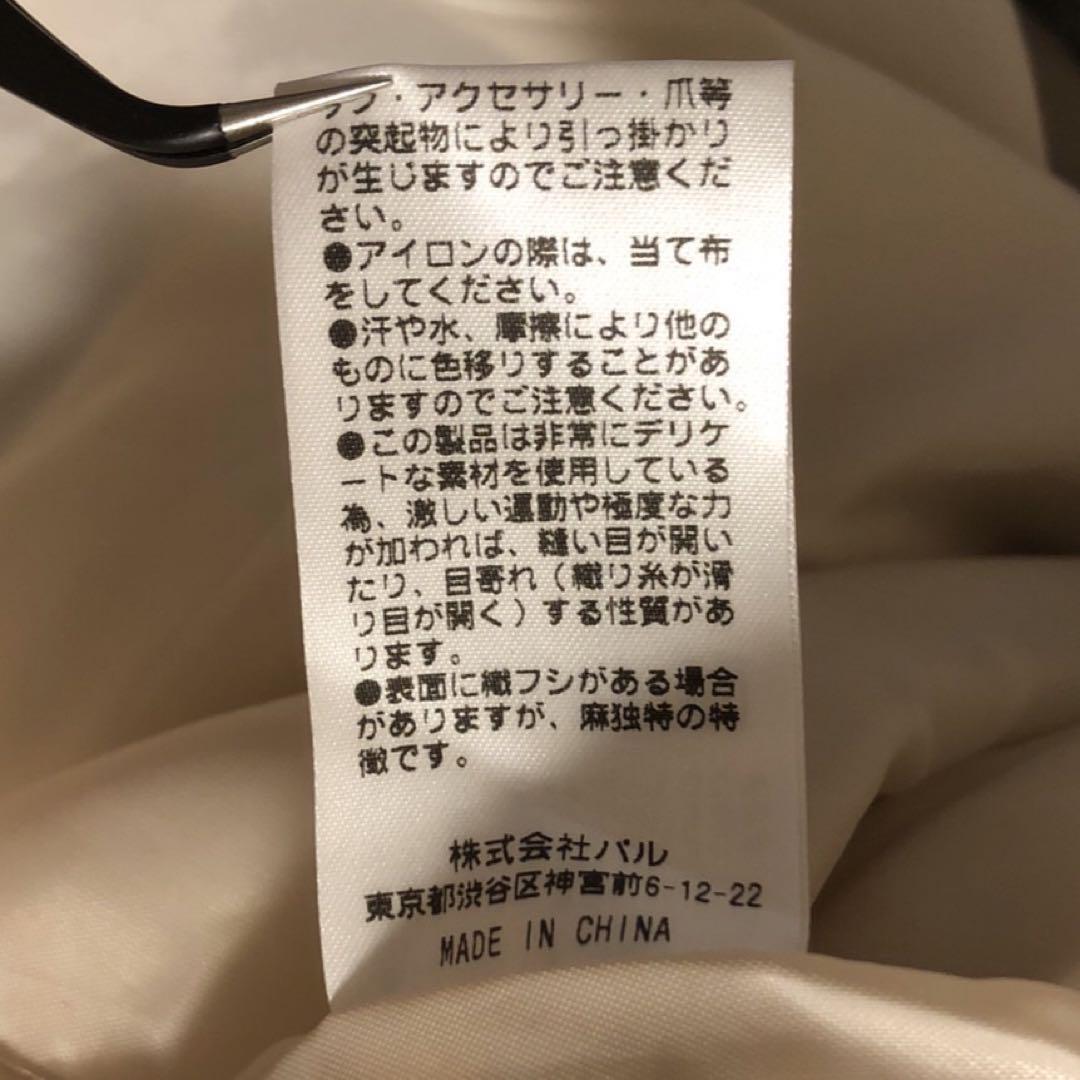 ・アクセサリー・爪等
の突起物により引っ掛かり
が生じますのでご注意くだ
さい。
●アイロンの際は、当て布
をしてください。
●汗や水、摩擦により他の
ものに色移りすることがあ
りますのでご注意ください。
●この製品は非常にデリケ
ートな素材を使用している
為、激しい運動や極度な力
が加われば、縫い目が開い
たり、目寄れ（織り糸が滑
り目が開く）する性質があ
ります。
●表面に織フシがある場合
がありますが、麻独特の特
徴です。
株式会社パル
東京都渋谷区神宮前6-12-22
MADE IN CHINA